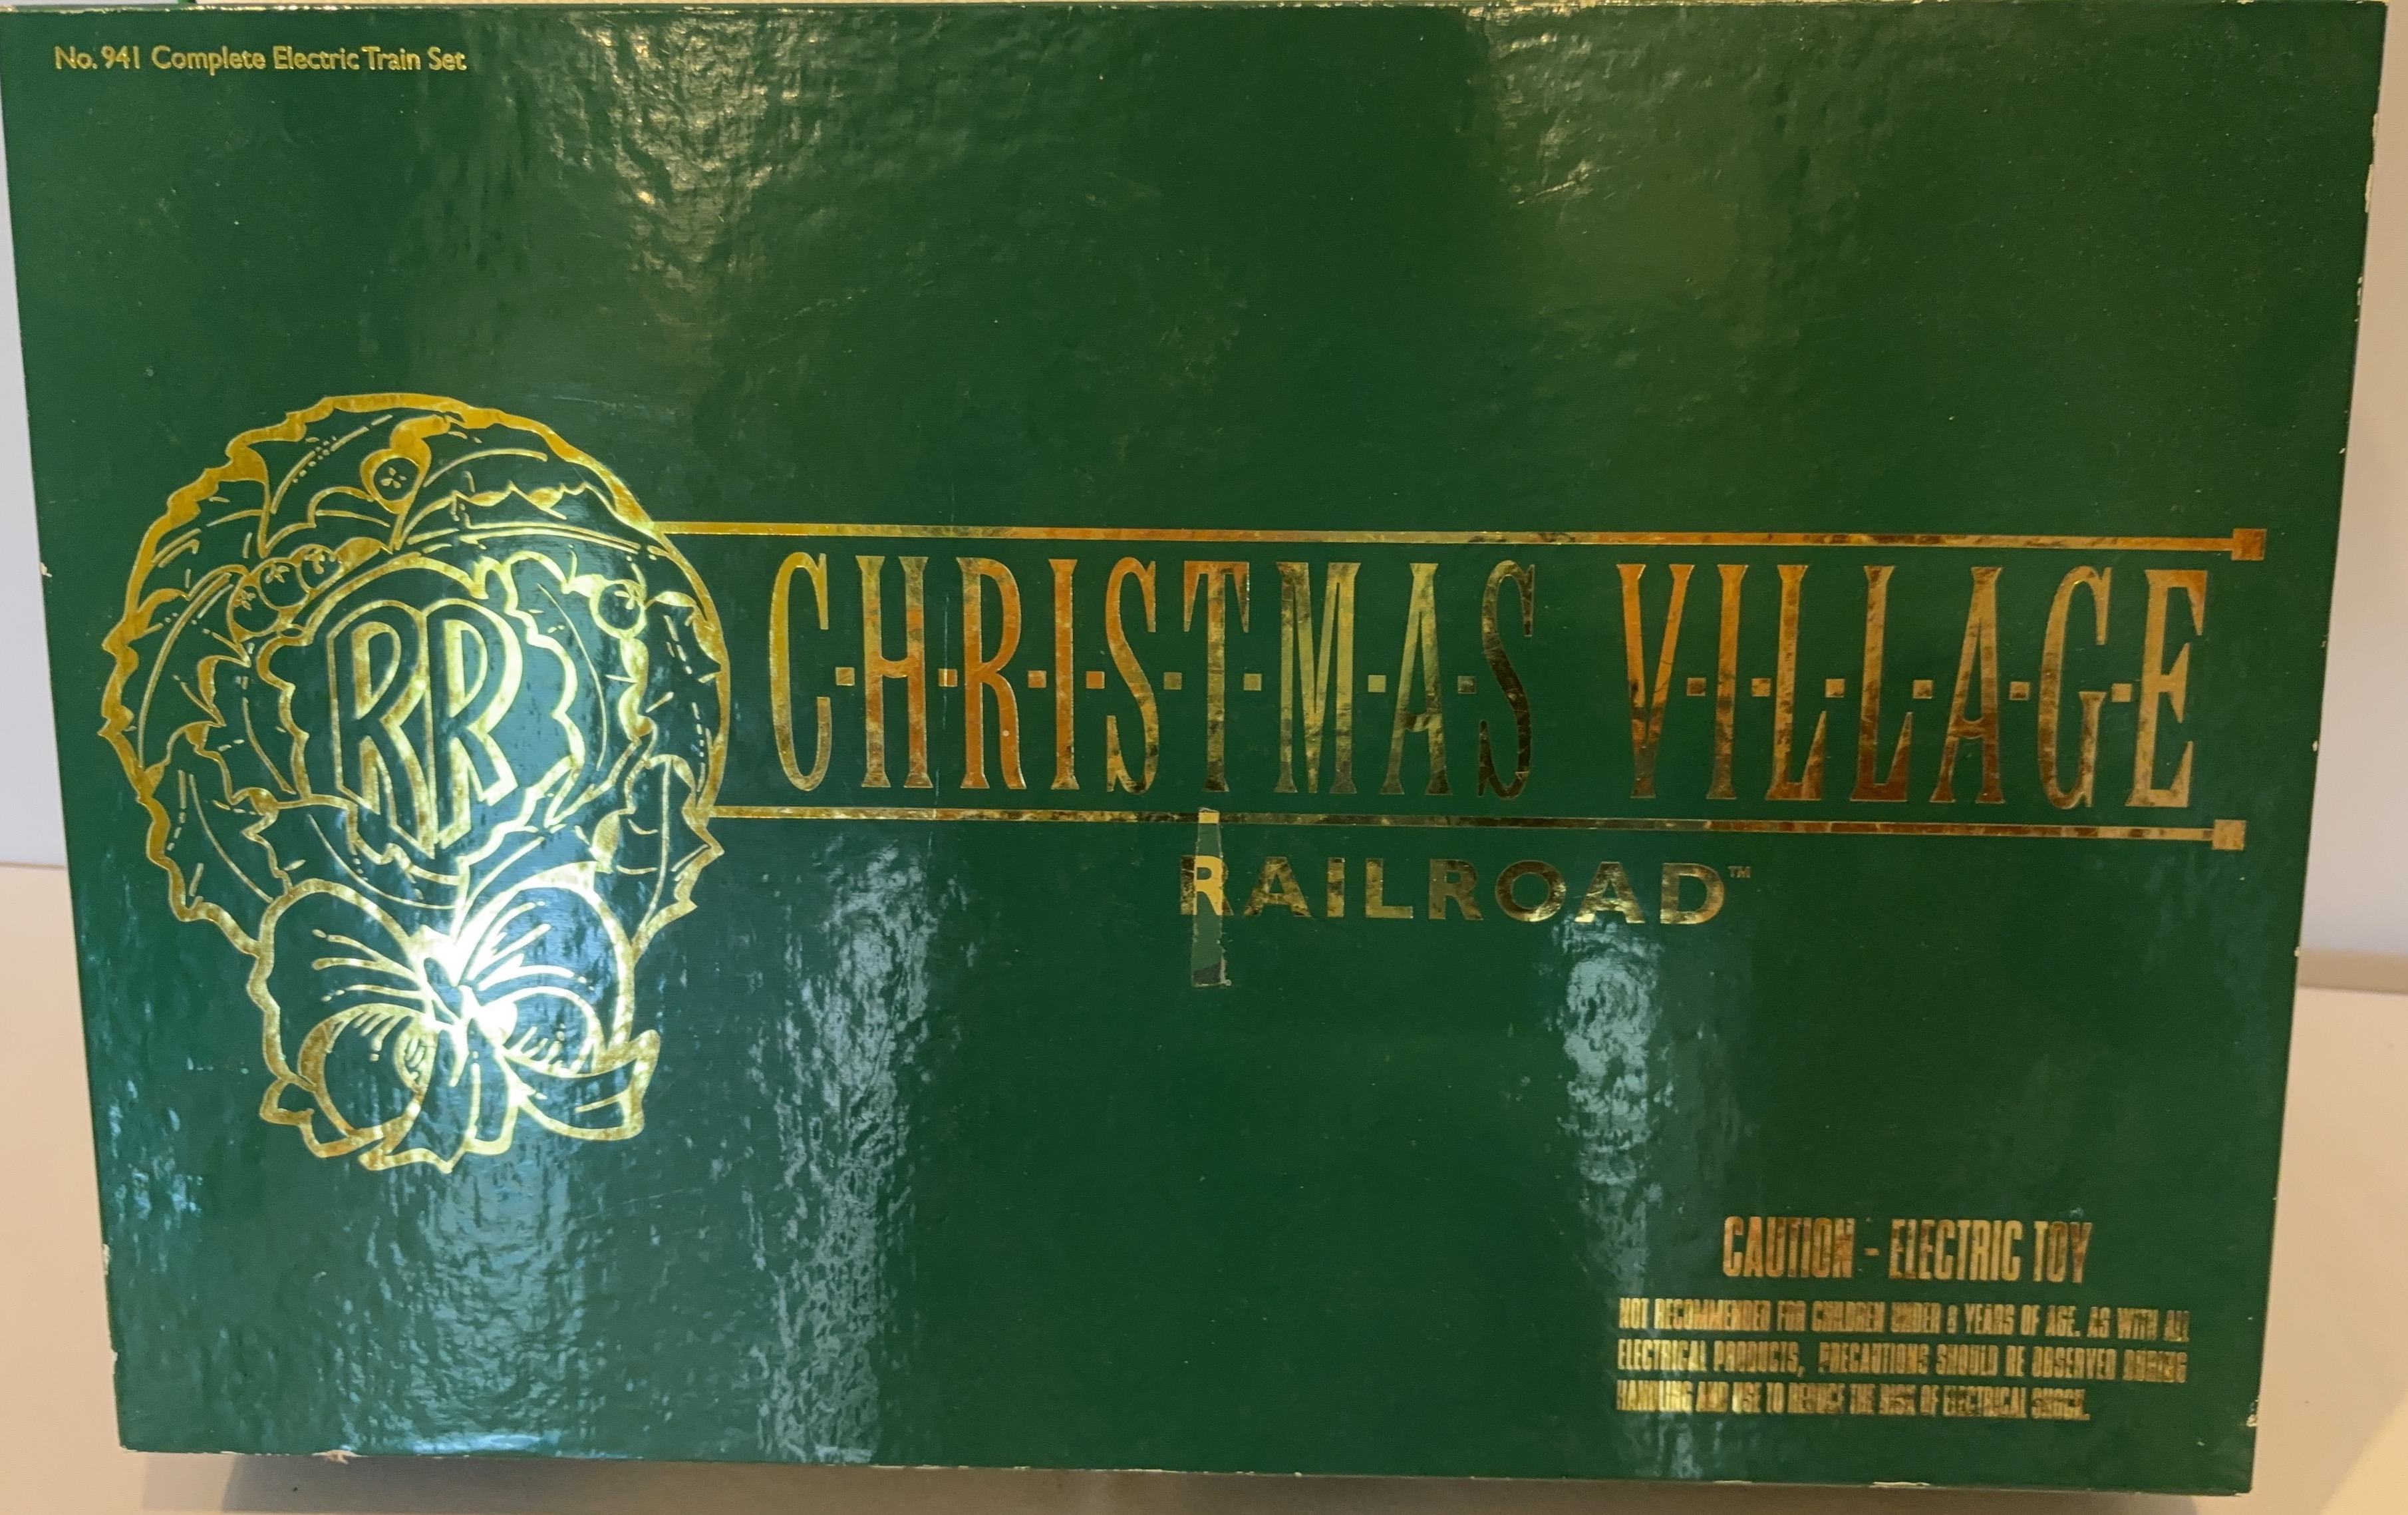 No. 941 Complete Electric Train Set
RR
C·H·R·I·S·T·M·A·S V·I·L·L·A·G·E
RAILROAD™
CAUTION - ELECTRIC TOY
NOT RECOMMENDED FOR CHILDREN UNDER 8 YEARS OF AGE. AS WITH ALL
ELECTRICAL PRODUCTS, PRECAUTIONS SHOULD BE OBSERVED DURING
HANDLING AND USE TO REDUCE THE RISK OF ELECTRICAL SHOCK.